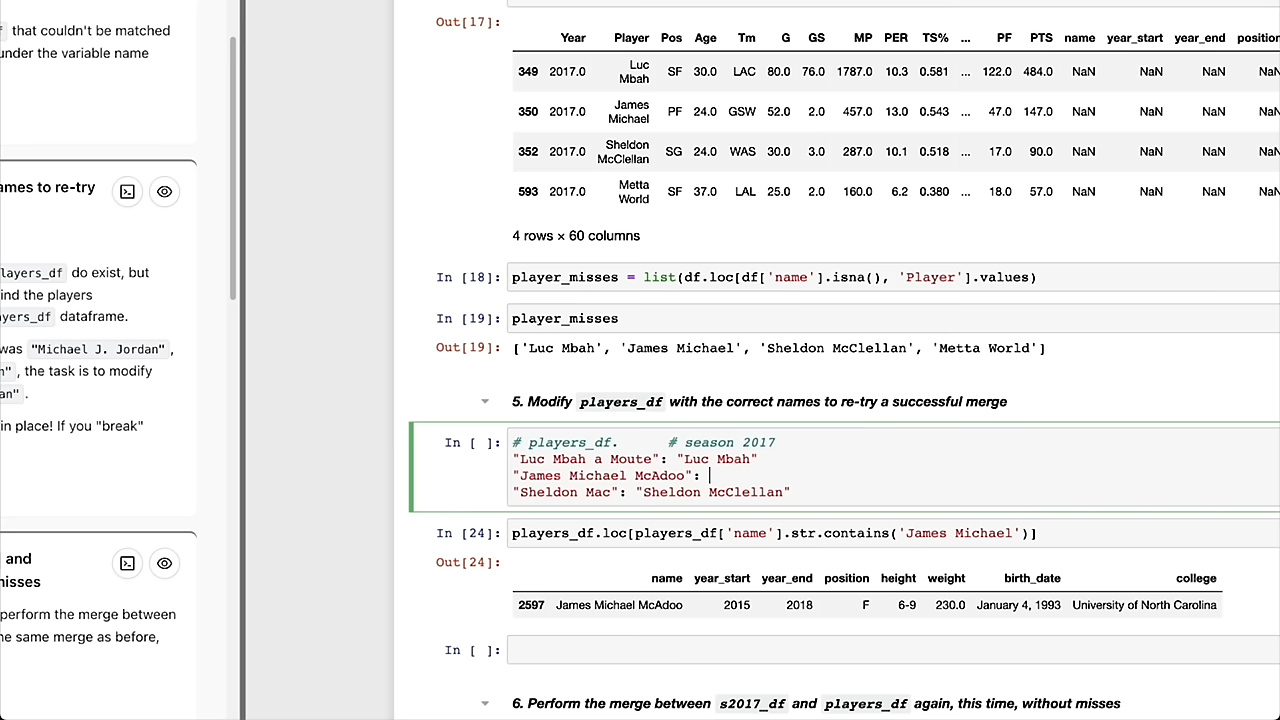 f that couldn't be matched
under the variable name
ames to re-try
layers_df do exist, but
ind the players
yers_df dataframe.
was "Michael J. Jordan",
n", the task is to modify
an".
in place! If you "break"
and
nisses
perform the merge between
ne same merge as before,
Out[17]:
Year Player Pos Age Tm G GS MP PER TS% ... PF PTS name year_start year_end position
349 2017.0 Luc Mbah SF 30.0 LAC 80.0 76.0 1787.0 10.3 0.581 ... 122.0 484.0 NaN NaN NaN NaN
350 2017.0 James Michael PF 24.0 GSW 52.0 2.0 457.0 13.0 0.543 ... 47.0 147.0 NaN NaN NaN NaN
352 2017.0 Sheldon McClellan SG 24.0 WAS 30.0 3.0 287.0 10.1 0.518 ... 17.0 90.0 NaN NaN NaN NaN
593 2017.0 Metta World SF 37.0 LAL 25.0 2.0 160.0 6.2 0.380 ... 18.0 57.0 NaN NaN NaN NaN
4 rows × 60 columns
In [18]: player_misses = list(df.loc[df['name'].isna(), 'Player'].values)
In [19]: player_misses
Out[19]: ['Luc Mbah', 'James Michael', 'Sheldon McClellan', 'Metta World']
5. Modify players_df with the correct names to re-try a successful merge
In [ ]: # players_df. # season 2017
"Luc Mbah a Moute": "Luc Mbah"
"James Michael McAdoo":
"Sheldon Mac": "Sheldon McClellan"
In [24]: players_df.loc[players_df['name'].str.contains('James Michael')]
Out[24]:
name year_start year_end position height weight birth_date college
2597 James Michael McAdoo 2015 2018 F 6-9 230.0 January 4, 1993 University of North Carolina
In [ ]:
6. Perform the merge between s2017_df and players_df again, this time, without misses